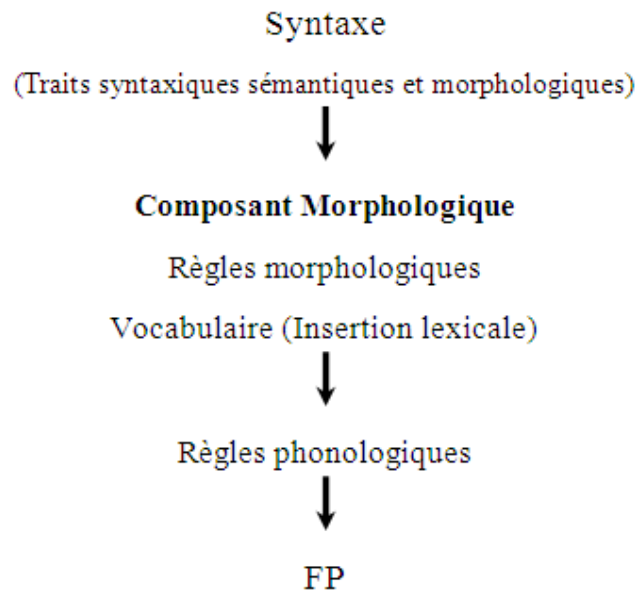 Syntaxe
(Traits syntaxiques sémantiques et morphologiques)
Composant Morphologique
Règles morphologiques
Vocabulaire (Insertion lexicale)
Règles phonologiques
FP